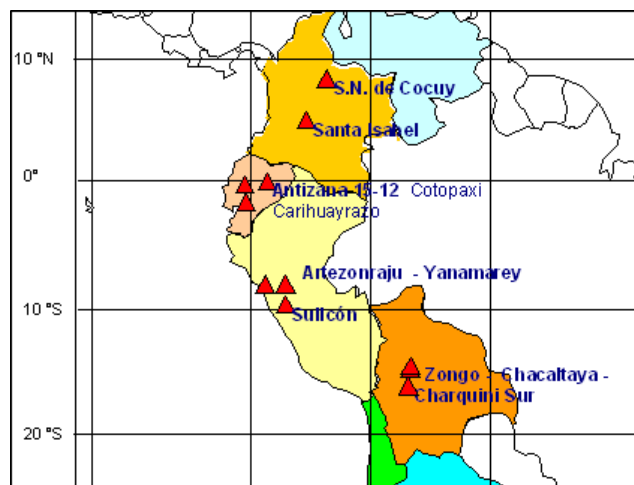 10 °N
S.N. de Cocuy
Santa Isabel
0°
Antizana-15-12 Cotopaxi
Carihuayrazo
Artezonraju - Yanamarey
10 °S
Sullcón
Zongo - Chacaltaya -
Charquini Sur
20 °S